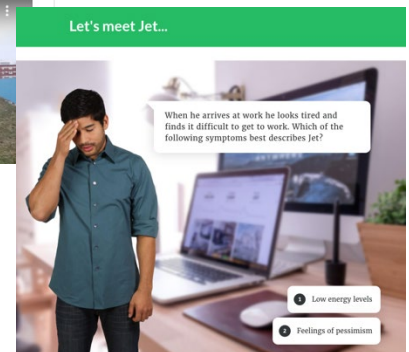 Let's meet Jet...
When he arrives at work he looks tired and
finds it difficult to get to work. Which of the
following symptoms best describes Jet?
1 Low energy levels
2 Feelings of pessimism